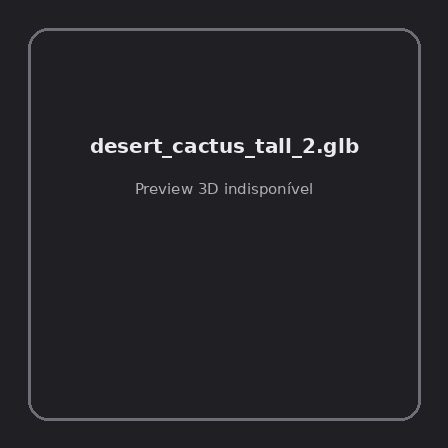 desert_cactus_tall_2.glb
Preview 3D indisponível